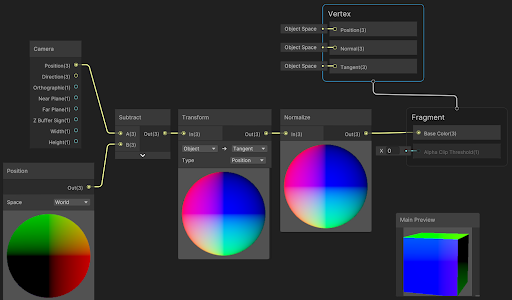 Vertex
Object Space
Position(3)
Object Space
Normal(3)
Object Space
Tangent(3)
Camera
Position(3)
Direction(3)
Orthographic(1)
Near Plane(1)
Far Plane(1)
Z Buffer Sign(1)
Width(1)
Height(1)
Subtract
A(3)
Out(3)
B(3)
Transform
In(3)
Out(3)
Object
Tangent
Type
Position
Normalize
In(3)
Out(3)
Fragment
Base Color(3)
X 0
Alpha Clip Threshold(1)
Position
Out(3)
Space
World
Main Preview